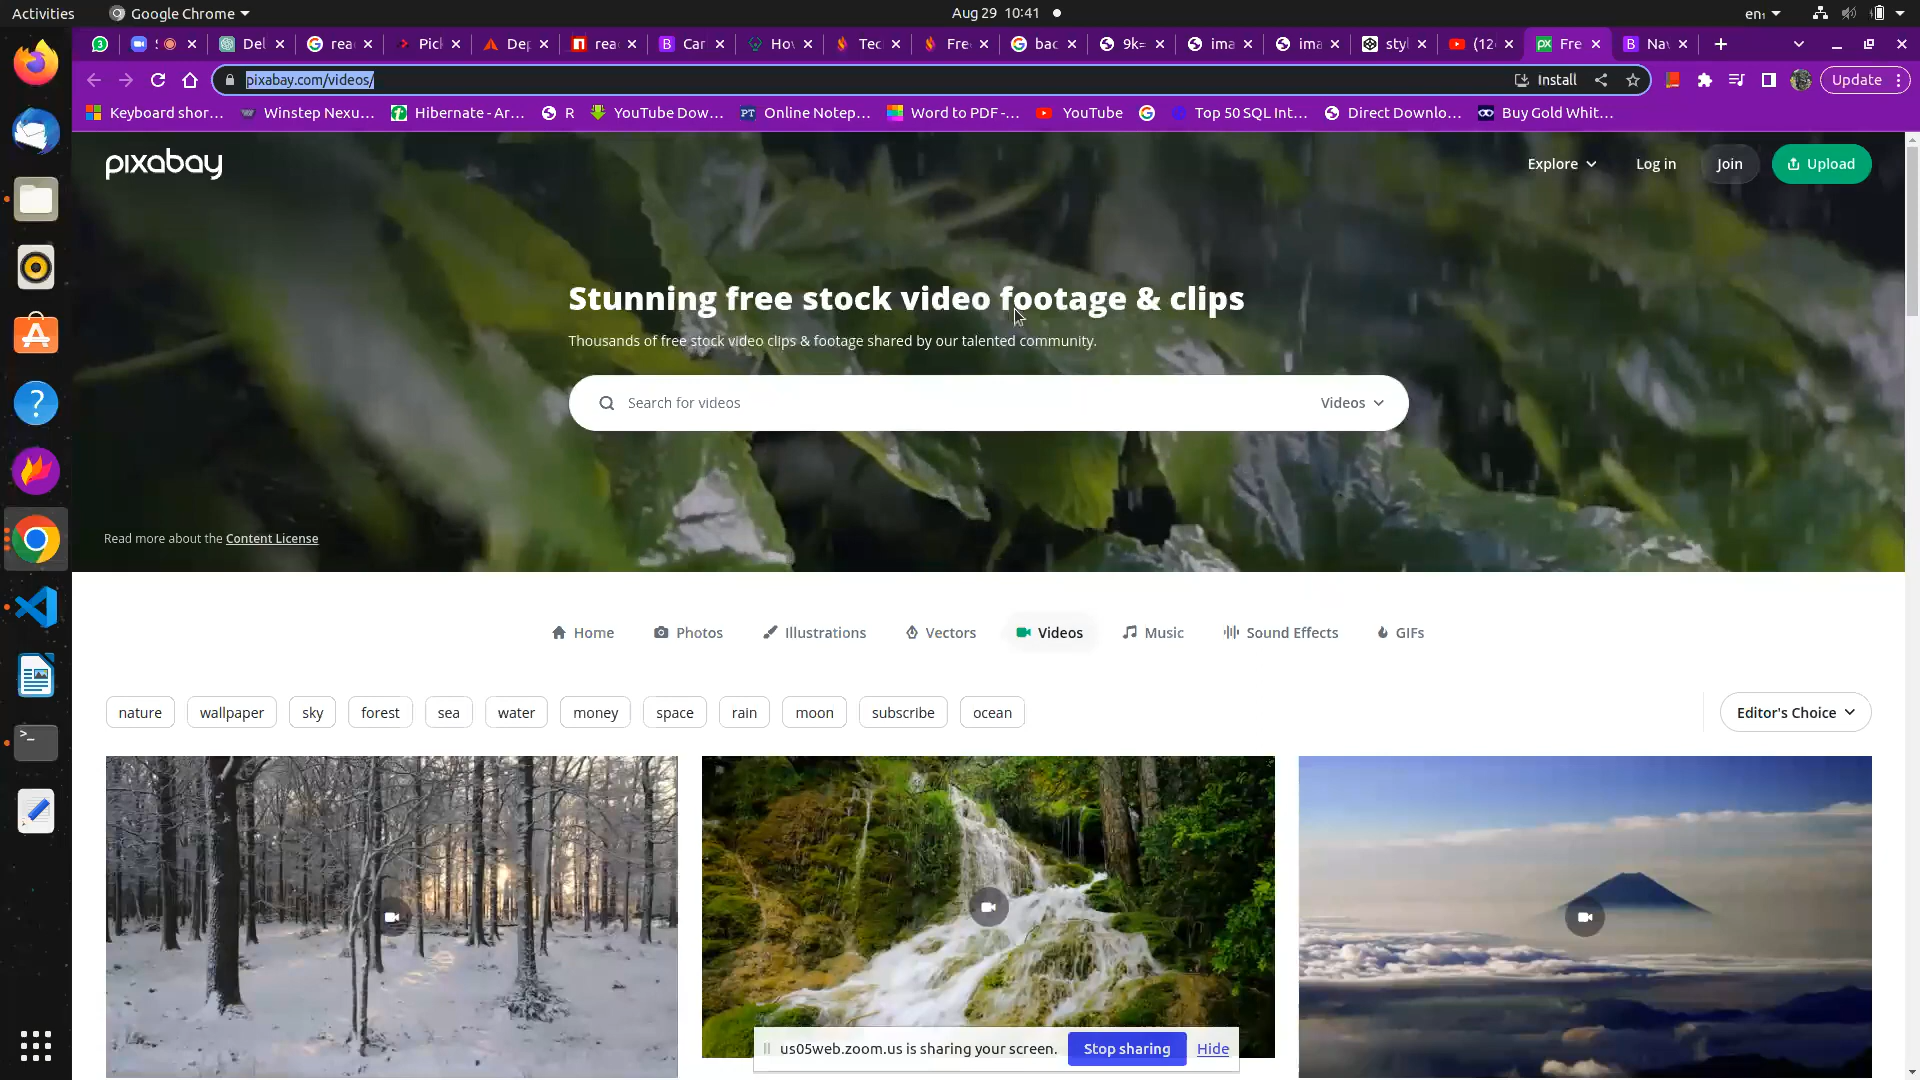 Activities
Google Chrome
Aug 29 10:41
en₁
3
S
Del
rea
Pick
Dep
rea
Car
Hov
Tec
Fre
bac
9k=
ima
ima
styl
(12
Fre
Nav
pixabay.com/videos/
Install
Update
Keyboard shor…
Winstep Nexu…
Hibernate - Ar…
R
YouTube Dow…
PT
Online Notep…
Word to PDF -…
YouTube
Top 50 SQL Int…
Direct Downlo…
Buy Gold Whit…
pixabay
Explore
Log in
Join
Upload
Stunning free stock video footage & clips
Thousands of free stock video clips & footage shared by our talented community.
Search for videos
Videos
Read more about the Content License
Home
Photos
Illustrations
Vectors
Videos
Music
Sound Effects
GIFs
nature
wallpaper
sky
forest
sea
water
money
space
rain
moon
subscribe
ocean
Editor's Choice
us05web.zoom.us is sharing your screen.
Stop sharing
Hide